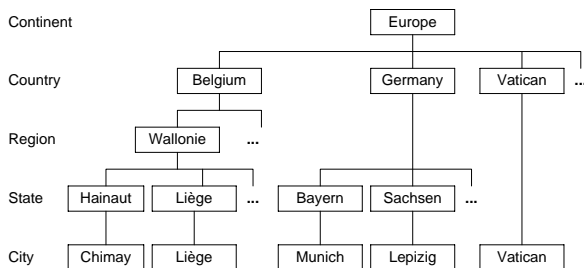 Continent Europe
Country Belgium Germany Vatican ...
Region Wallonie ...
State Hainaut Liège ... Bayern Sachsen ...
City Chimay Liège Munich Lepizig Vatican